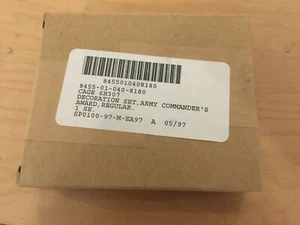 8455010408180
8455-01-040-8180
CAGE 6H307
DECORATION SET,ARMY COMMANDER'S
AWARD,REGULAR.
1 SE.
SP0100-97-M-EA97 A 05/97